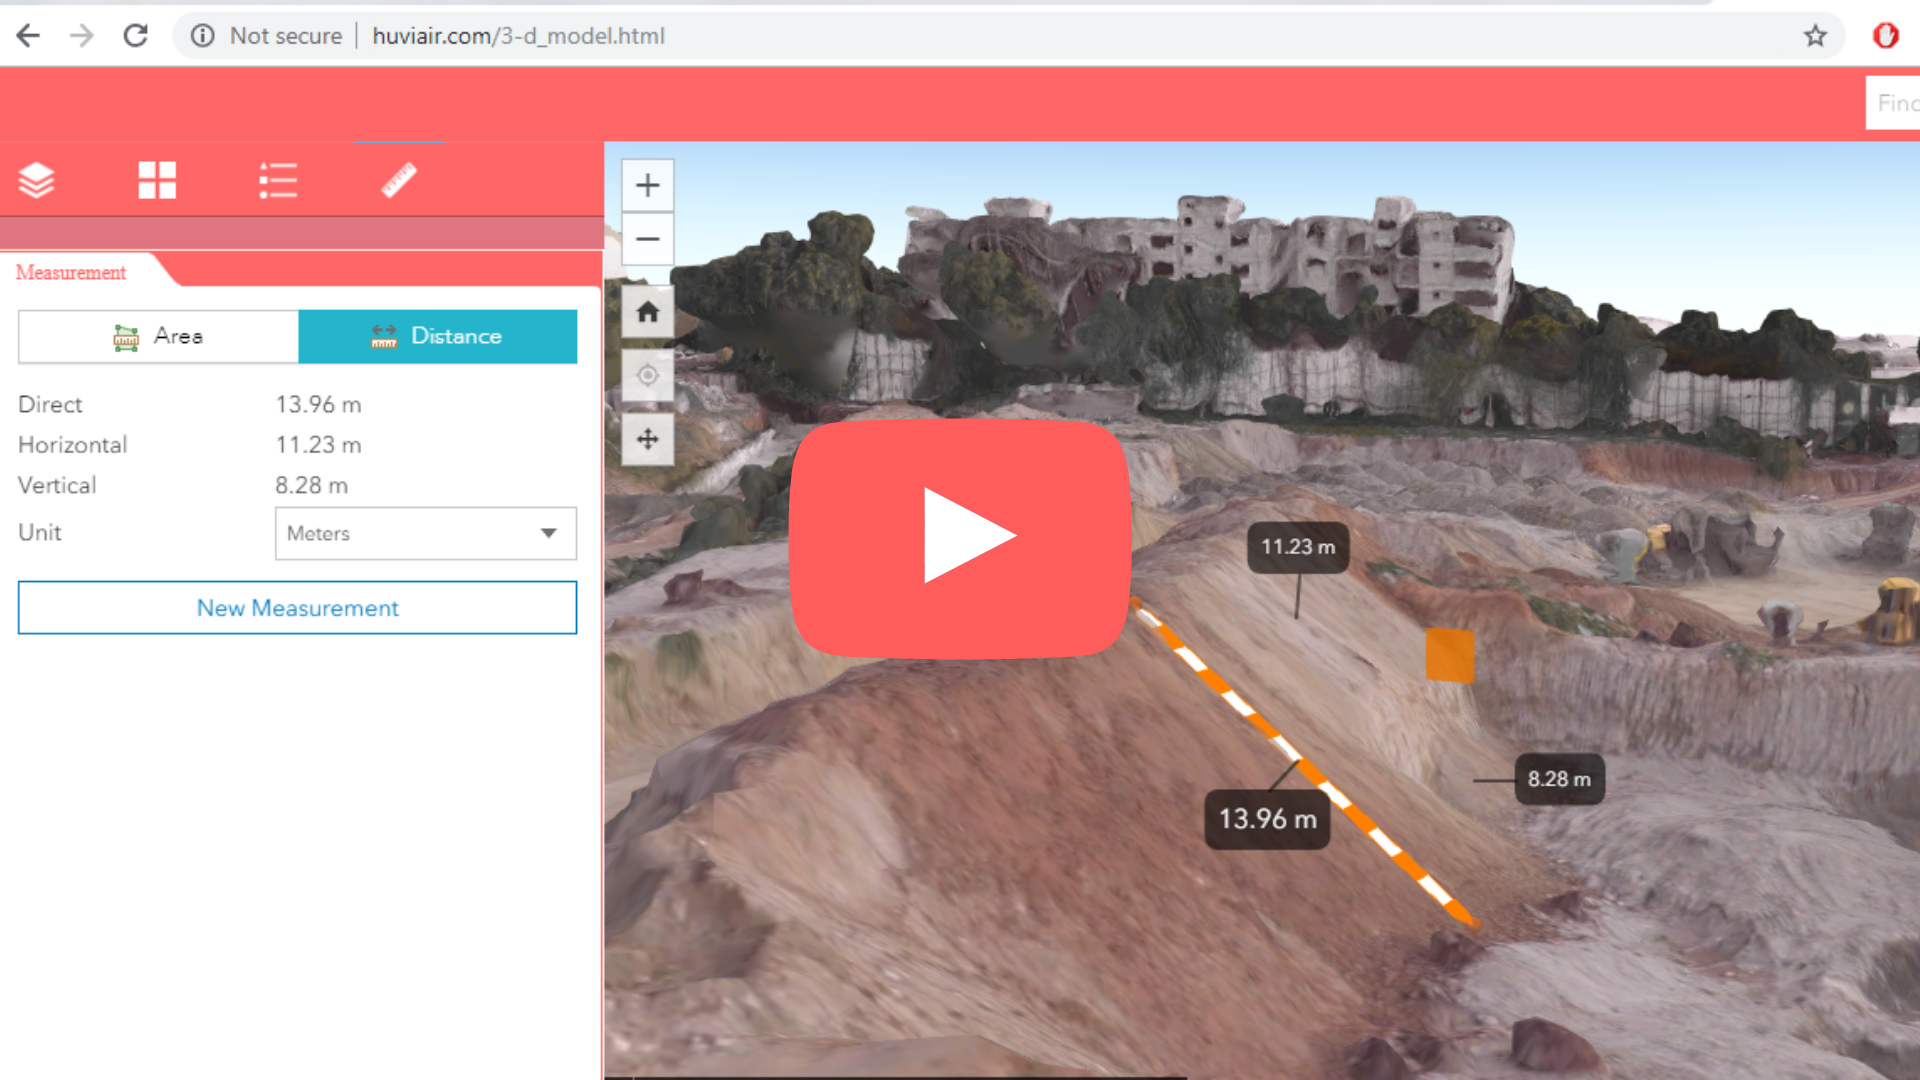 Not secure huviair.com/3-d_model.html
Measurement
Area Distance
Direct 13.96 m
Horizontal 11.23 m
Vertical 8.28 m
Unit Meters
New Measurement
11.23 m
8.28 m
13.96 m